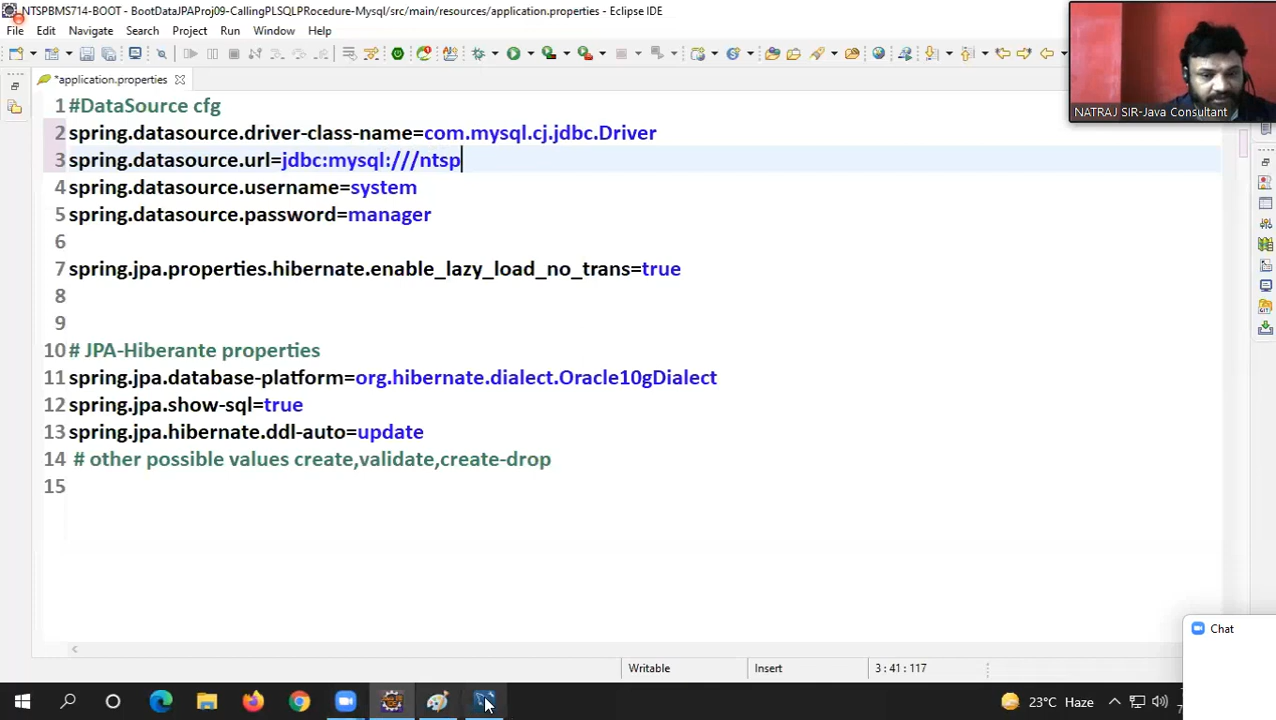 NTSPBMS714-BOOT - BootDataJPAProj09-CallingPLSQLPRocedure-Mysql/src/main/resources/application.properties - Eclipse IDE
File Edit Navigate Search Project Run Window Help
*application.properties
1 #DataSource cfg
2 spring.datasource.driver-class-name=com.mysql.cj.jdbc.Driver
3 spring.datasource.url=jdbc:mysql:///ntsp
4 spring.datasource.username=system
5 spring.datasource.password=manager
6
7 spring.jpa.properties.hibernate.enable_lazy_load_no_trans=true
8
9
10 # JPA-Hiberante properties
11 spring.jpa.database-platform=org.hibernate.dialect.Oracle10gDialect
12 spring.jpa.show-sql=true
13 spring.jpa.hibernate.ddl-auto=update
14 # other possible values create,validate,create-drop
15
NATRAJ SIR-Java Consultant
Chat
Writable Insert 3 : 41 : 117
23°C Haze